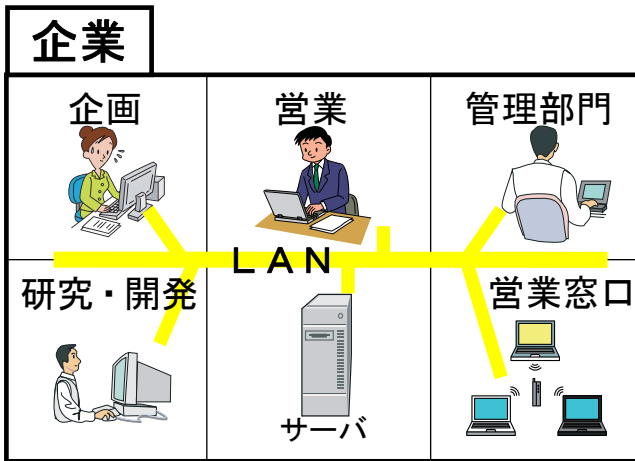 企業
企画
営業
管理部門
LAN
研究・開発
営業窓口
サーバ